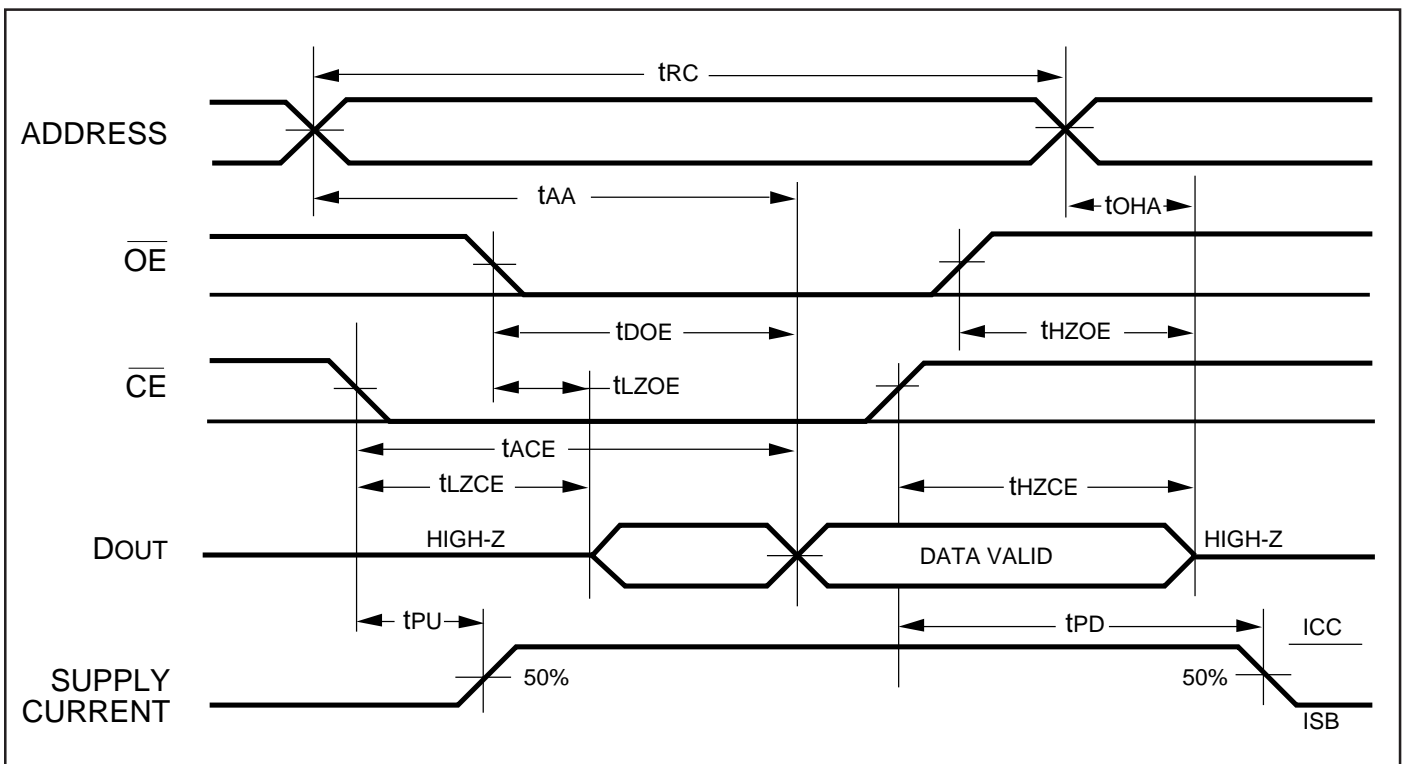 tRC
ADDRESS
tAA
tOHA
OE
tDOE
tHZOE
CE
tLZOE
tACE
tLZCE
tHZCE
DOUT
HIGH-Z
DATA VALID
HIGH-Z
tPU
tPD
ICC
SUPPLY
CURRENT
50%
50%
ISB